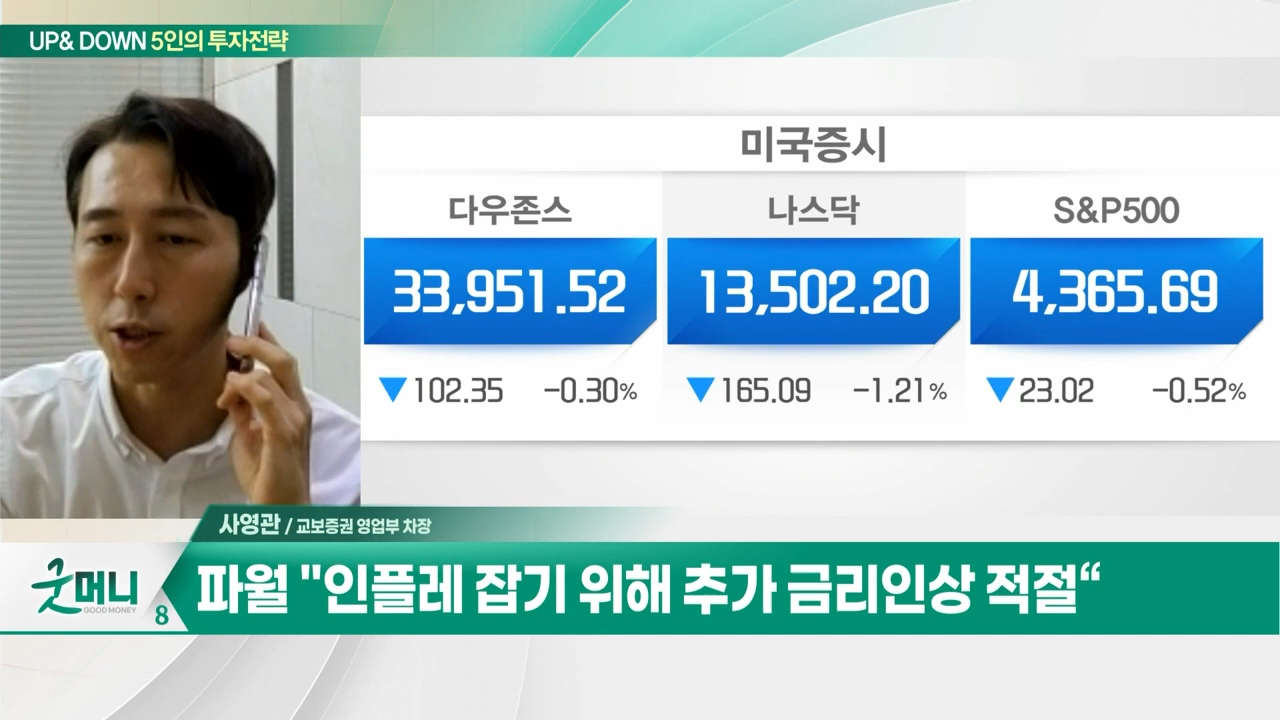 UP& DOWN 5인의 투자전략
미국증시
다우존스
나스닥
S&P500
33,951.52
13,502.20
4,365.69
▼102.35 -0.30%
▼165.09 -1.21%
▼23.02 -0.52%
사영관 / 교보증권 영업부 차장
굿머니
GOOD MONEY
8
파월 "인플레 잡기 위해 추가 금리인상 적절“